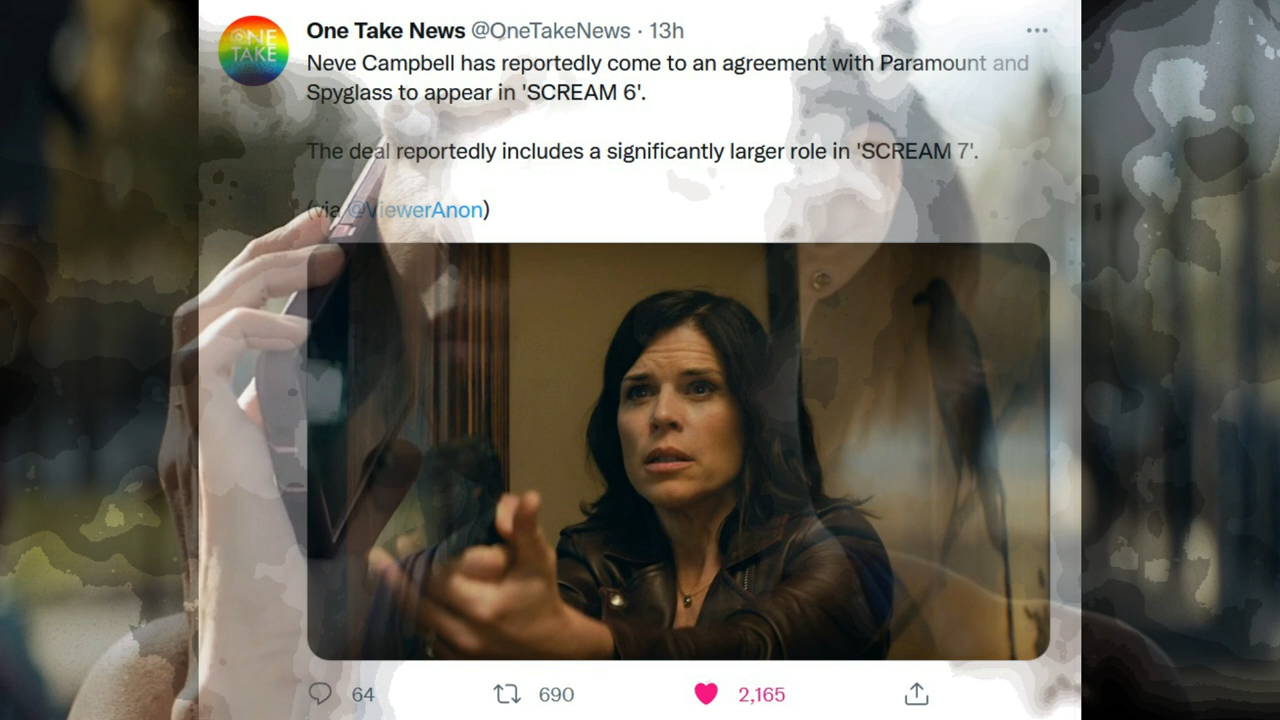 ONE
TAKE
NEWS
One Take News @OneTakeNews · 13h
Neve Campbell has reportedly come to an agreement with Paramount and
Spyglass to appear in 'SCREAM 6'.
The deal reportedly includes a significantly larger role in 'SCREAM 7'.
(via @ViewerAnon)
64 690 2,165